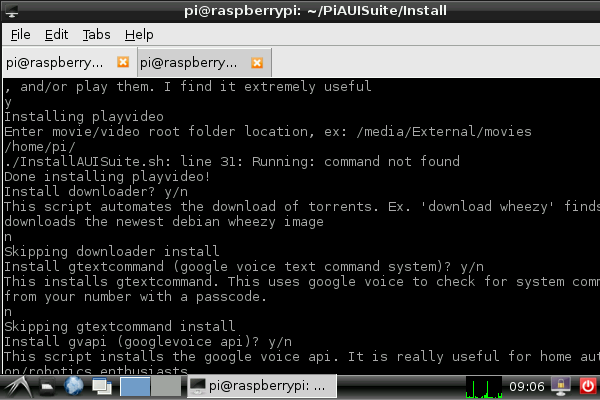 pi@raspberrypi: ~/PiAUISuite/Install
File Edit Tabs Help
pi@raspberry... pi@raspberry...
, and/or play them. I find it extremely useful
y
Installing playvideo
Enter movie/video root folder location, ex: /media/External/movies
/home/pi/
./InstallAUISuite.sh: line 31: Running: command not found
Done installing playvideo!
Install downloader? y/n
This script automates the download of torrents. Ex. 'download wheezy' finds
downloads the newest debian wheezy image
n
Skipping downloader install
Install gtextcommand (google voice text command system)? y/n
This installs gtextcommand. This uses google voice to check for system com
from your number with a passcode.
n
Skipping gtextcommand install
Install gvapi (googlevoice api)? y/n
This script installs the google voice api. It is really useful for home aut
on/robotics enthusiasts
pi@raspberrypi: ... 09:06